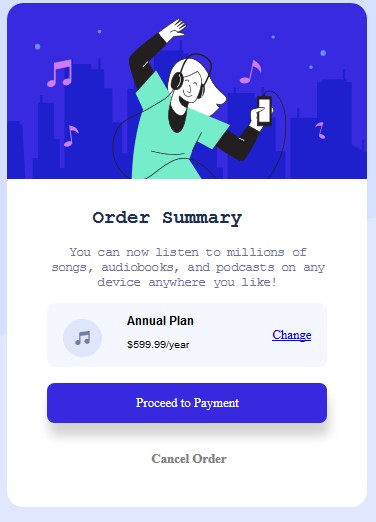 Order Summary
You can now listen to millions of
songs, audiobooks, and podcasts on any
device anywhere you like!
Annual Plan
$599.99/year
Change
Proceed to Payment
Cancel Order